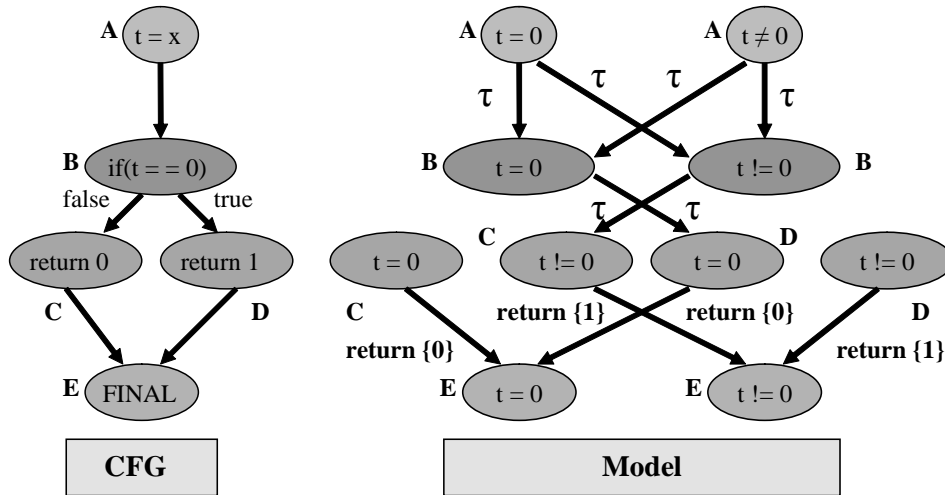 A
t = x
B
if(t = = 0)
false
true
return 0
return 1
C
D
E
FINAL
CFG
A
t = 0
A
t ≠ 0
τ
τ
τ
τ
B
t = 0
t != 0
B
τ
τ
C
D
t = 0
t != 0
t = 0
t != 0
C
return {1}
return {0}
D
return {0}
return {1}
E
t = 0
E
t != 0
Model